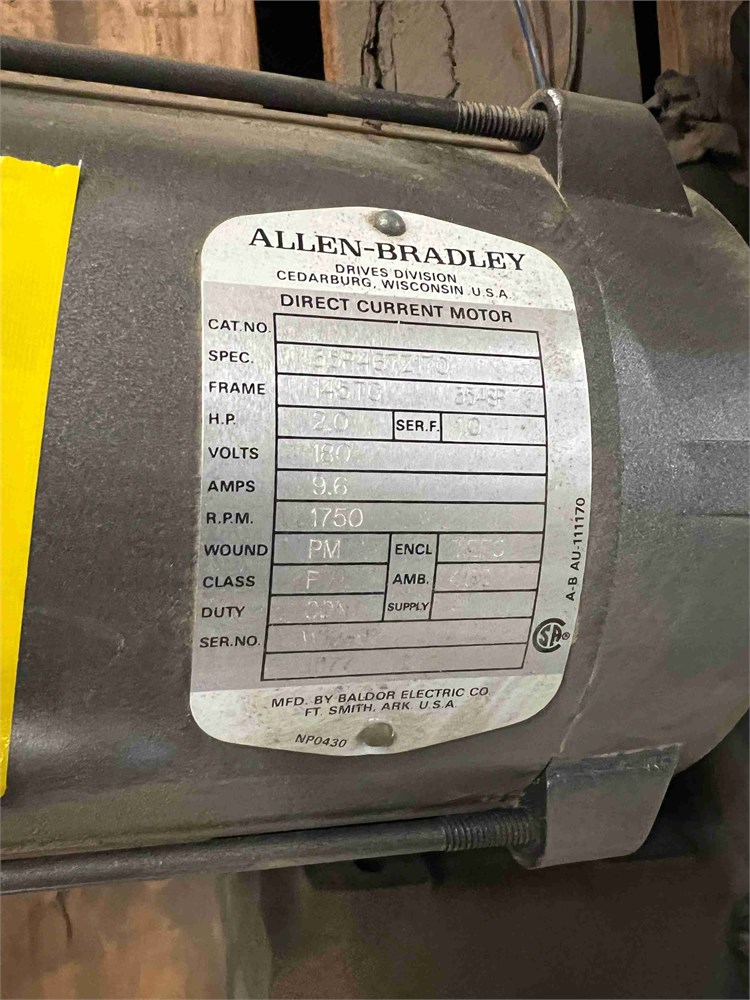 ALLEN-BRADLEY
DRIVES DIVISION
CEDARBURG, WISCONSIN U.S.A.
DIRECT CURRENT MOTOR
CAT.NO.
SPEC.
FRAME 145TC
H.P. 2.0 SER.F. 1.0
VOLTS 180
AMPS 9.6
R.P.M. 1750
WOUND PM ENCL
CLASS F AMB.
DUTY SUPPLY
SER.NO.
A-B AU-111170
SA®
MFD. BY BALDOR ELECTRIC CO
FT. SMITH, ARK. U.S.A.
NP0430